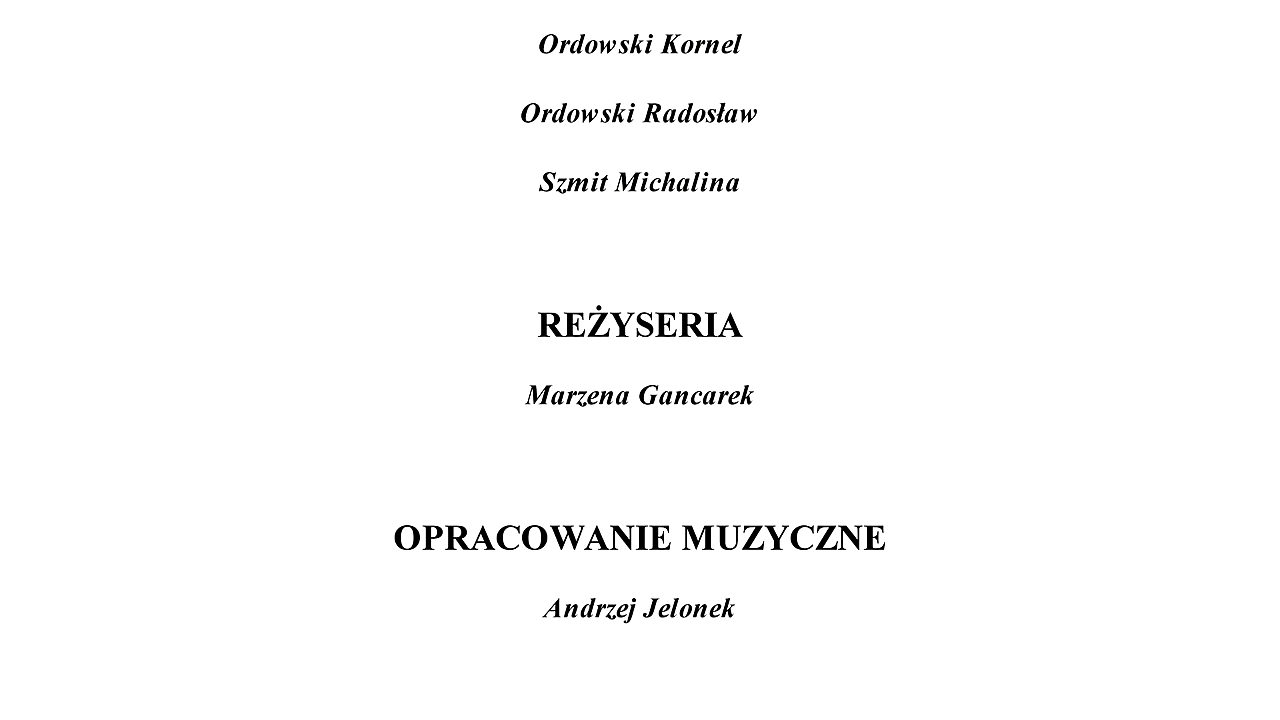 Ordowski Kornel
Ordowski Radosław
Szmit Michalina
REŻYSERIA
Marzena Gancarek
OPRACOWANIE MUZYCZNE
Andrzej Jelonek